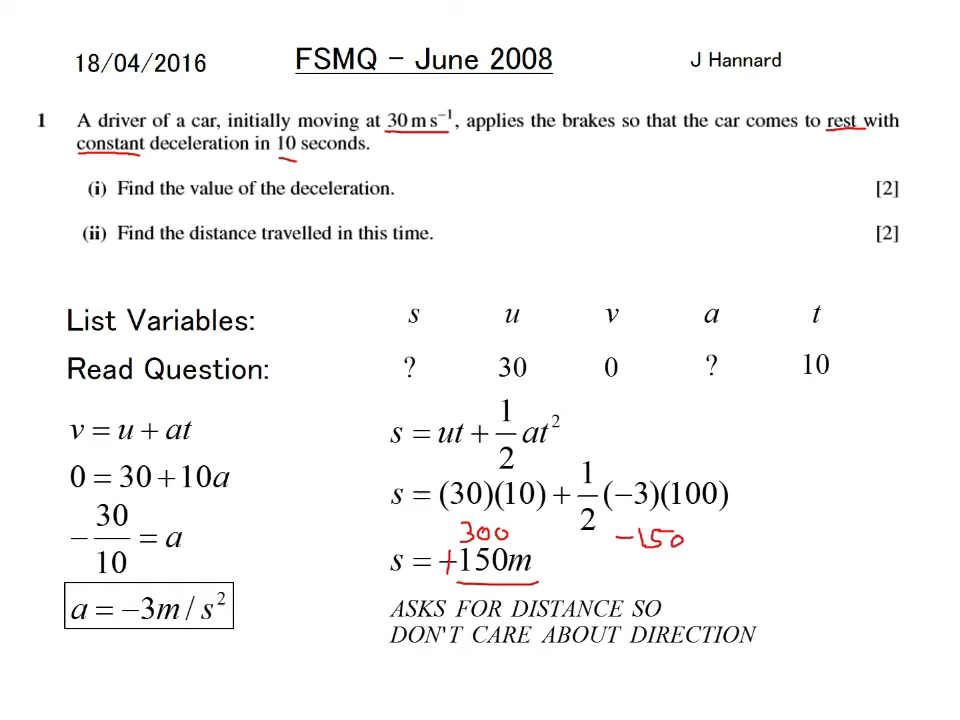 18/04/2016 FSMQ – June 2008 J Hannard
1 A driver of a car, initially moving at 30 m s⁻¹, applies the brakes so that the car comes to rest with
constant deceleration in 10 seconds.
(i) Find the value of the deceleration. [2]
(ii) Find the distance travelled in this time. [2]
List Variables: s u v a t
Read Question: ? 30 0 ? 10
v = u + at
0 = 30 + 10a
− 30/10 = a
a = −3m / s²
s = ut + 1/2 at²
s = (30)(10) + 1/2 (−3)(100)
300 −150
s = +150m
ASKS FOR DISTANCE SO
DON'T CARE ABOUT DIRECTION